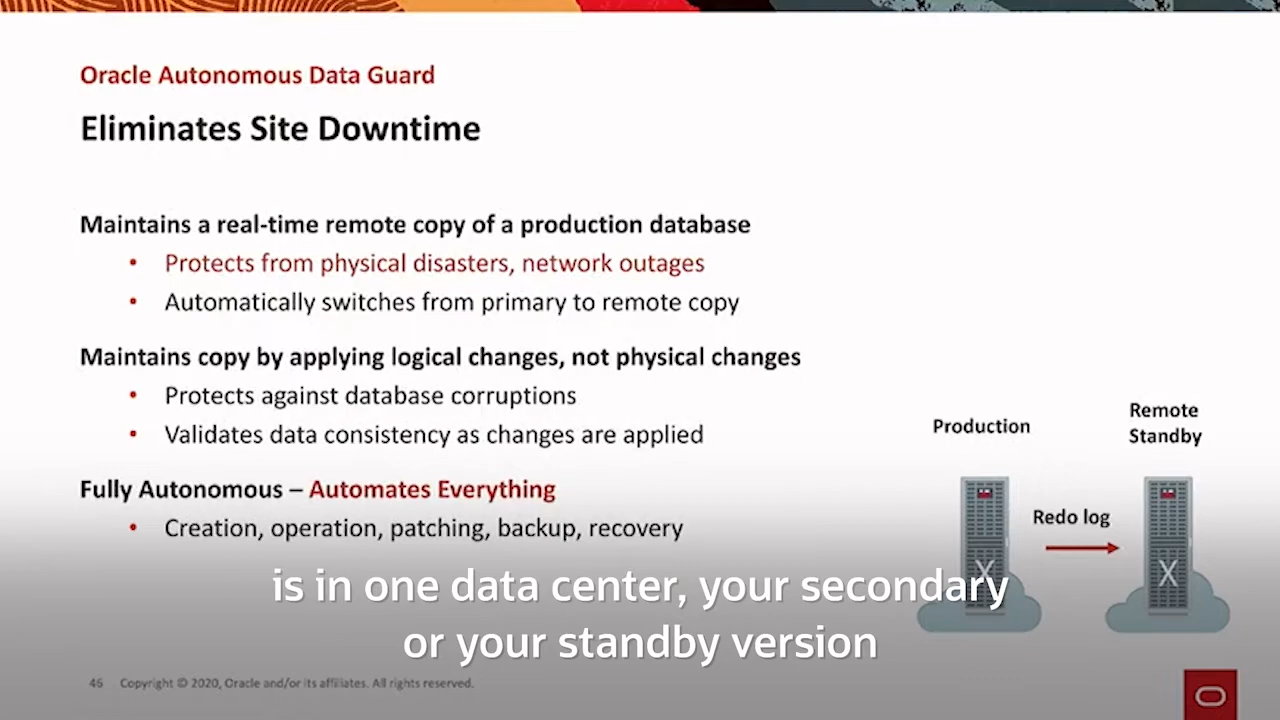 Oracle Autonomous Data Guard
Eliminates Site Downtime
Maintains a real-time remote copy of a production database
• Protects from physical disasters, network outages
• Automatically switches from primary to remote copy
Maintains copy by applying logical changes, not physical changes
• Protects against database corruptions
• Validates data consistency as changes are applied
Fully Autonomous – Automates Everything
• Creation, operation, patching, backup, recovery
Production
Remote
Standby
Redo log
X
X
is in one data center, your secondary
or your standby version
46 Copyright © 2020, Oracle and/or its affiliates. All rights reserved.